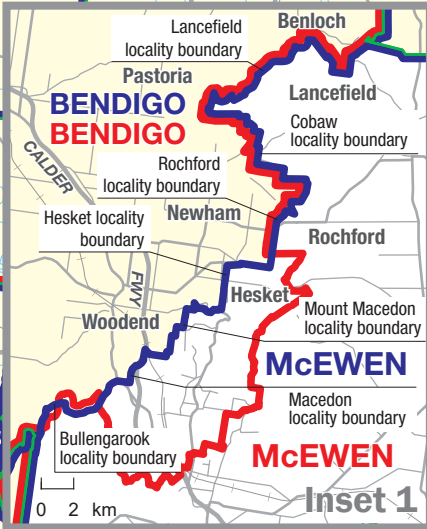 Benloch
Lancefield
locality boundary
Pastoria
BENDIGO
BENDIGO
Lancefield
Cobaw
locality boundary
CALDER
FWY
Rochford
locality boundary
Newham
Hesket locality
boundary
Rochford
Hesket
Woodend
Mount Macedon
locality boundary
McEWEN
Macedon
locality boundary
Bullengarook
locality boundary
McEWEN
0 2 km
Inset 1